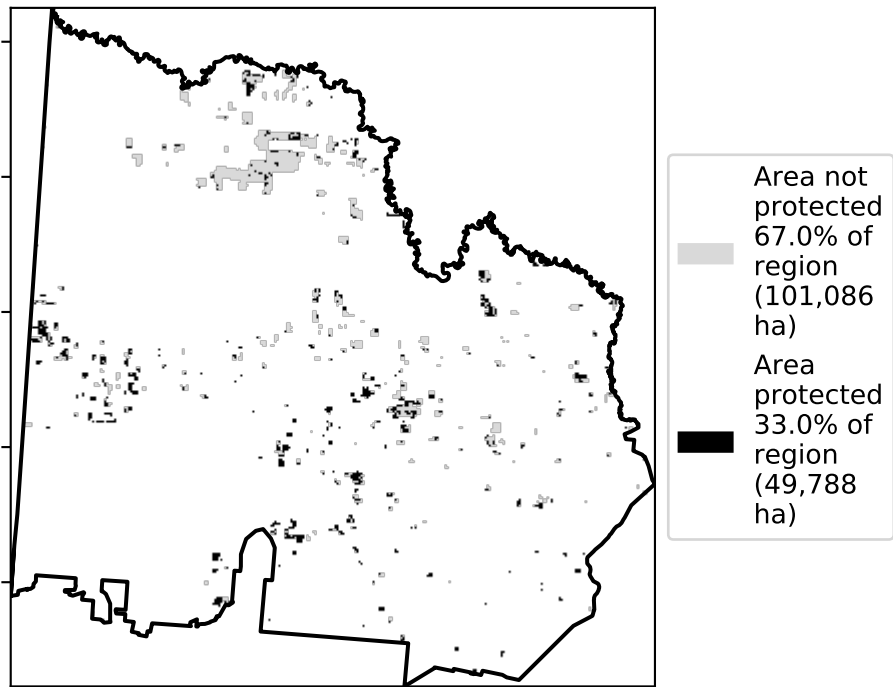 Area not
protected
67.0% of
region
(101,086
ha)
Area
protected
33.0% of
region
(49,788
ha)